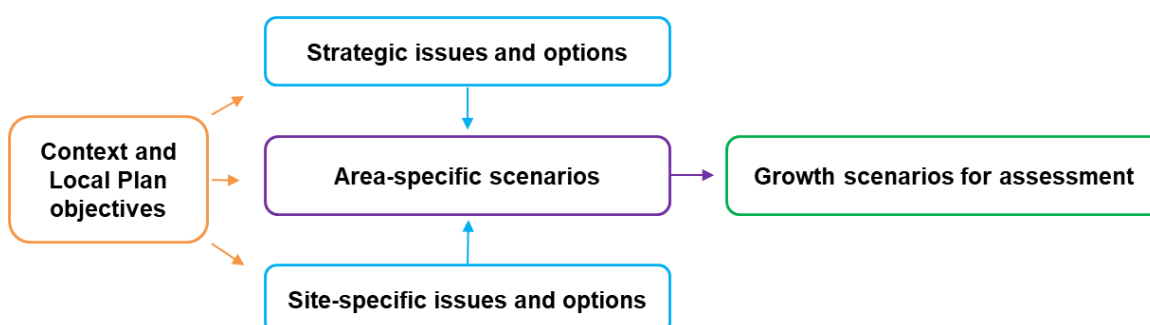 Strategic issues and options
Context and
Local Plan
objectives
Area-specific scenarios
Growth scenarios for assessment
Site-specific issues and options